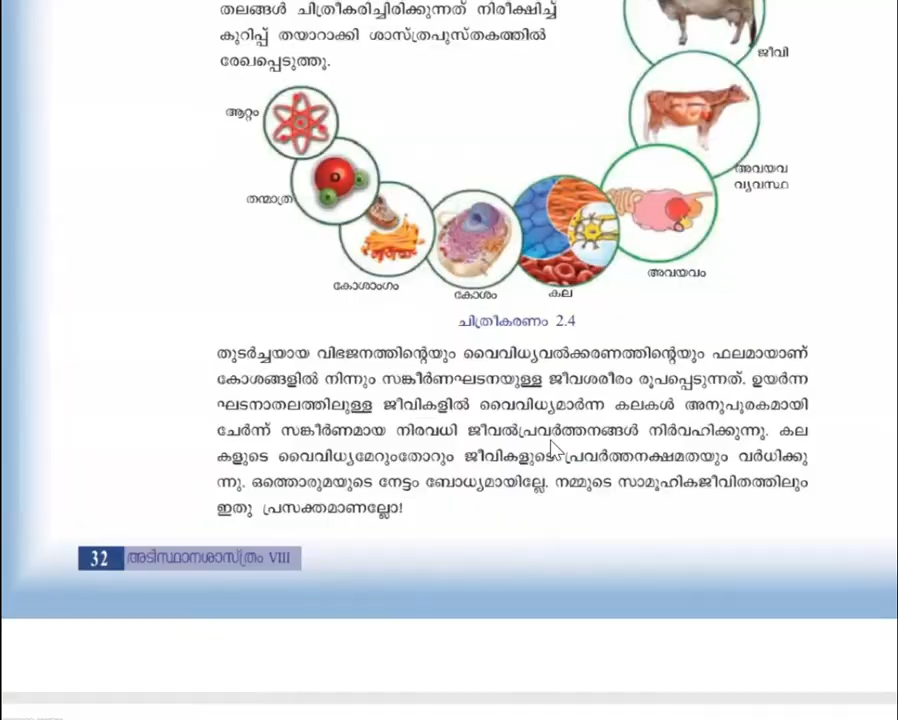 തലങ്ങൾ ചിത്രീകരിച്ചിരിക്കുന്നത് നിരീക്ഷിച്ച്
കുറിപ്പ് തയാറാക്കി ശാസ്ത്രപുസ്തകത്തിൽ
രേഖപ്പെടുത്തൂ.
ജീവി
ആറ്റം
അവയവ
വ്യവസ്ഥ
തന്മാത്ര
അവയവം
കോശാംഗം
കോശം
കല
ചിത്രീകരണം 2.4
തുടർച്ചയായ വിഭജനത്തിന്റെയും വൈവിധ്യവൽക്കരണത്തിന്റെയും ഫലമായാണ്
കോശങ്ങളിൽ നിന്നും സങ്കീർണഘടനയുള്ള ജീവശരീരം രൂപപ്പെടുന്നത്. ഉയർന്ന
ഘടനാതലത്തിലുള്ള ജീവികളിൽ വൈവിധ്യമാർന്ന കലകൾ അനുപൂരകമായി
ചേർന്ന് സങ്കീർണമായ നിരവധി ജീവൽപ്രവർത്തനങ്ങൾ നിർവഹിക്കുന്നു. കല
കളുടെ വൈവിധ്യമേറുംതോറും ജീവികളുടെ പ്രവർത്തനക്ഷമതയും വർധിക്കു
ന്നു. ഒത്തൊരുമയുടെ നേട്ടം ബോധ്യമായില്ലേ. നമ്മുടെ സാമൂഹികജീവിതത്തിലും
ഇതു പ്രസക്തമാണല്ലോ!
32 അടിസ്ഥാനശാസ്ത്രം VIII